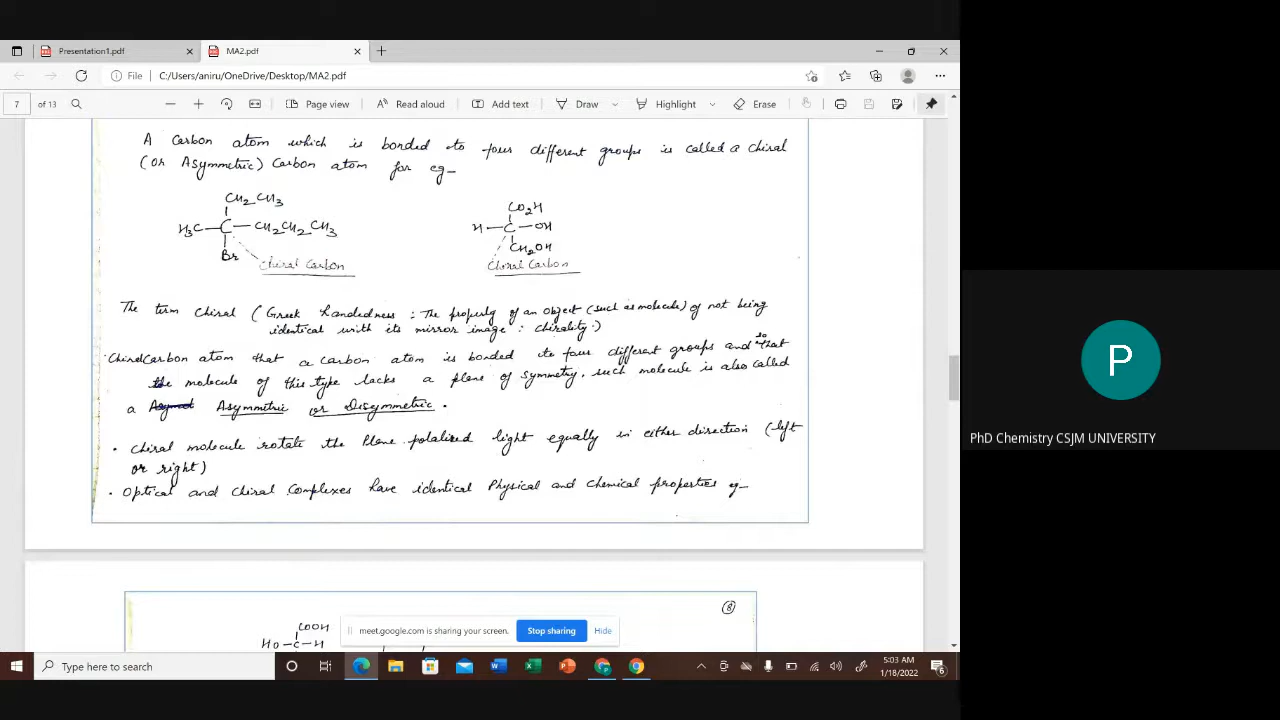 Presentation1.pdf
MA2.pdf
File C:/Users/aniru/OneDrive/Desktop/MA2.pdf
7 of 13 Page view Read aloud Add text Draw Highlight Erase
A Carbon atom which is bonded to four different groups is called a chiral
(or Asymmetric) Carbon atom for eg-
CH2CH3
H3C-C-CH2CH2CH3
Br
Chiral Carbon
CO2H
H-C-OH
CH2OH
Chiral Carbon
The term chiral (Greek handedness : The property of an object (such as molecule) of not being
identical with its mirror image : chirality.)
Chiral Carbon atom that a carbon atom is bonded to four different groups and so that
the molecule of this type lacks a plane of symmetry, such molecule is also called
a Asymetric or Disymmetric.
• Chiral molecule rotate the plane polalized light equally in either direction (left
or right)
• Optical and chiral Complexes have identical Physical and chemical properties eg-
8
COOH
Ho-C-H
meet.google.com is sharing your screen. Stop sharing Hide
Type here to search
5:03 AM
1/18/2022
6
P
PhD Chemistry CSJM UNIVERSITY